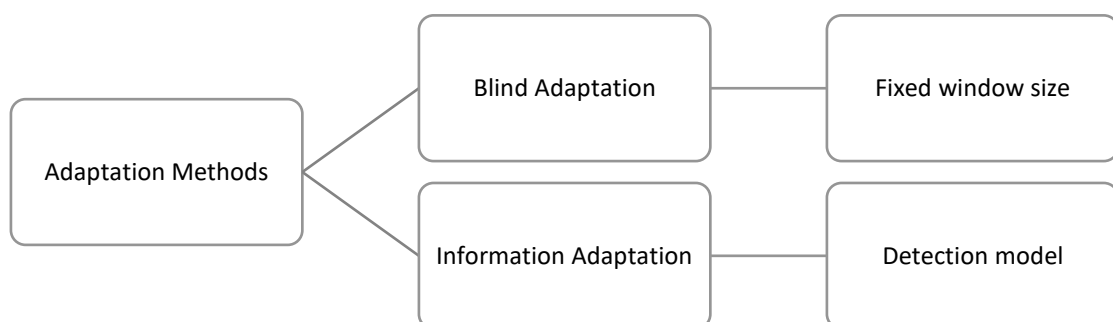 Adaptation Methods
Blind Adaptation
Fixed window size
Information Adaptation
Detection model